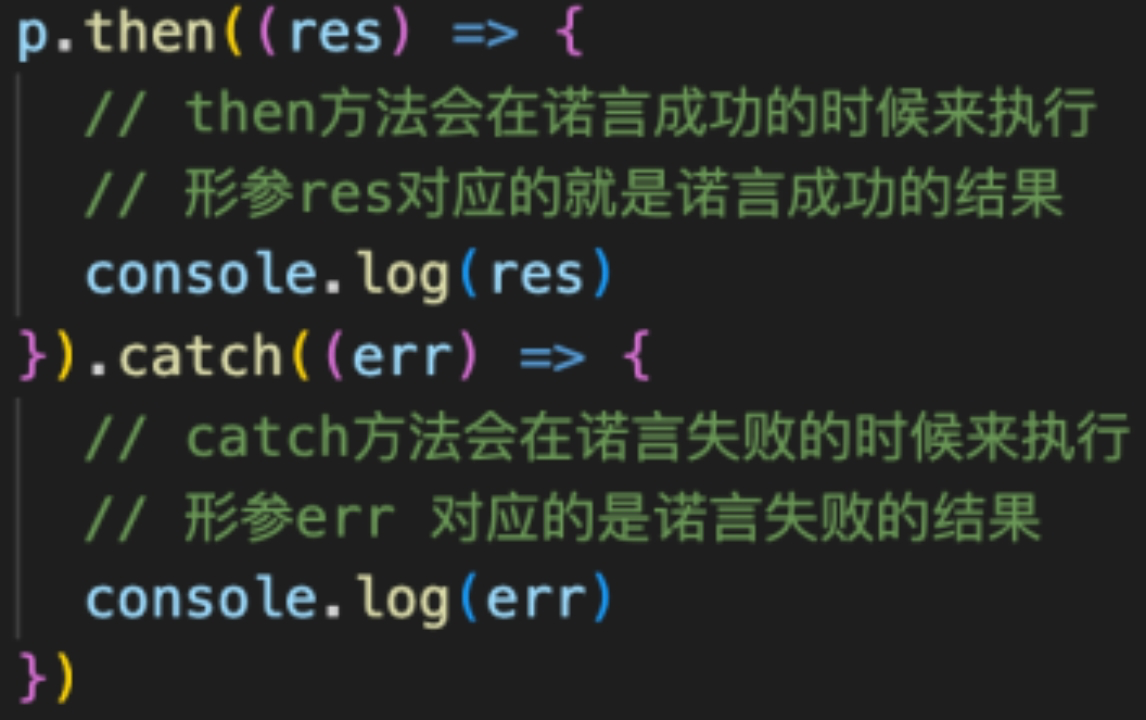 p.then((res) => {
// then方法会在诺言成功的时候来执行
// 形参res对应的就是诺言成功的结果
console.log(res)
}).catch((err) => {
// catch方法会在诺言失败的时候来执行
// 形参err 对应的是诺言失败的结果
console.log(err)
})